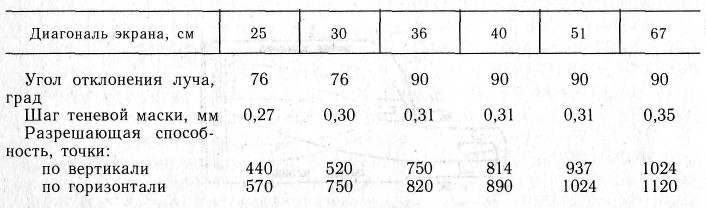 Диагональ экрана, см 25 30 36 40 51 67
Угол отклонения луча, 76 76 90 90 90 90
град
Шаг теневой маски, мм 0,27 0,30 0,31 0,31 0,31 0,35
Разрешающая способ-
ность, точки:
по вертикали 440 520 750 814 937 1024
по горизонтали 570 750 820 890 1024 1120